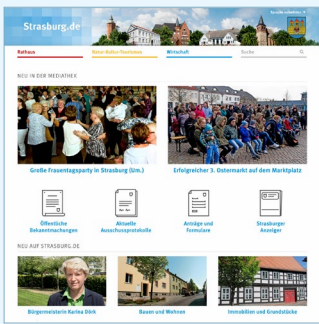 Strasburg.de
Rathaus
Natur-Kultur-Tourismus
Wirtschaft
Suche
NEU IN DER MEDIATHEK
Große Frauentagsparty in Strasburg (Um.)
Erfolgreicher 3. Ostermarkt auf dem Marktplatz
Öffentliche
Bekanntmachungen
Aktuelle
Ausschussprotokolle
Anträge und
Formulare
Strasburger
Anzeiger
NEU AUF STRASBURG.DE
Bürgermeisterin Karina Dörk
Bauen und Wohnen
Immobilien und Grundstücke